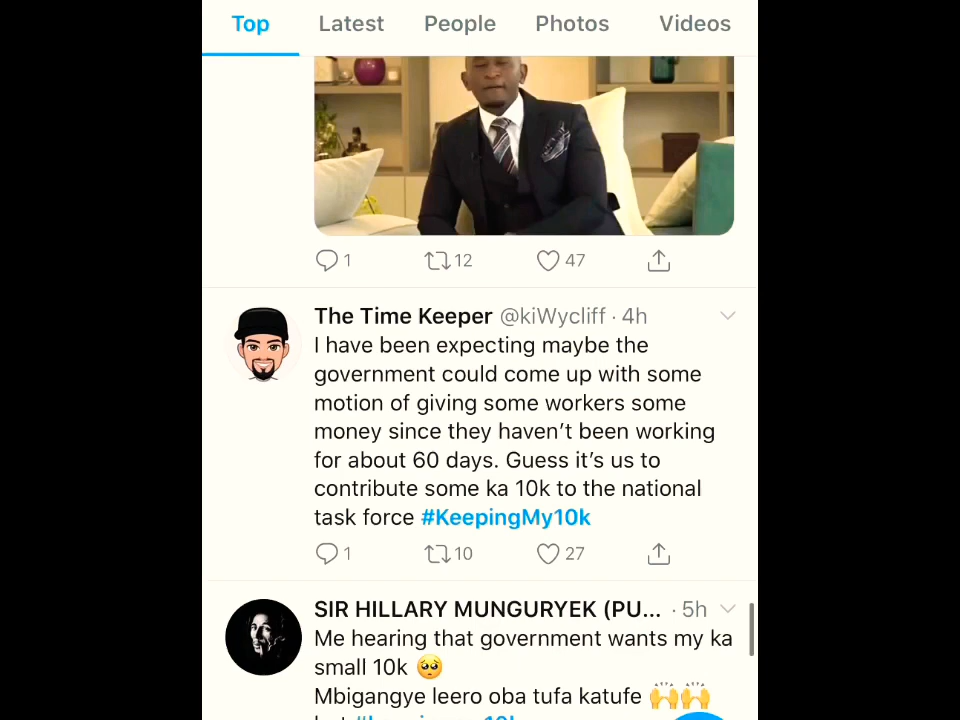 Top Latest People Photos Videos
1 12 47
The Time Keeper @kiWycliff · 4h
I have been expecting maybe the
government could come up with some
motion of giving some workers some
money since they haven't been working
for about 60 days. Guess it's us to
contribute some ka 10k to the national
task force #KeepingMy10k
1 10 27
SIR HILLARY MUNGURYEK (PU... · 5h
Me hearing that government wants my ka
small 10k 🥺
Mbigangye leero oba tufa katufe 🙌🙌